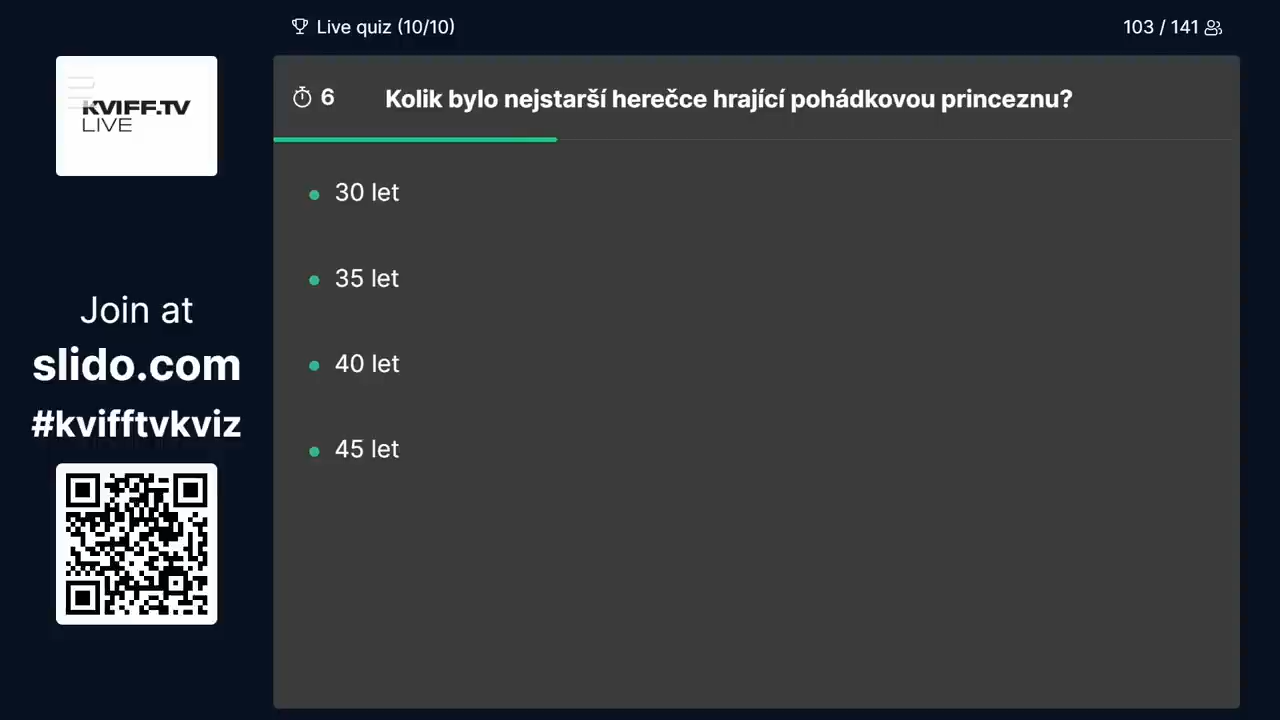 Live quiz (10/10)
103 / 141
KVIFF.TV
LIVE
6
Kolik bylo nejstarší herečce hrající pohádkovou princeznu?
30 let
35 let
40 let
45 let
Join at
slido.com
#kvifftvkviz